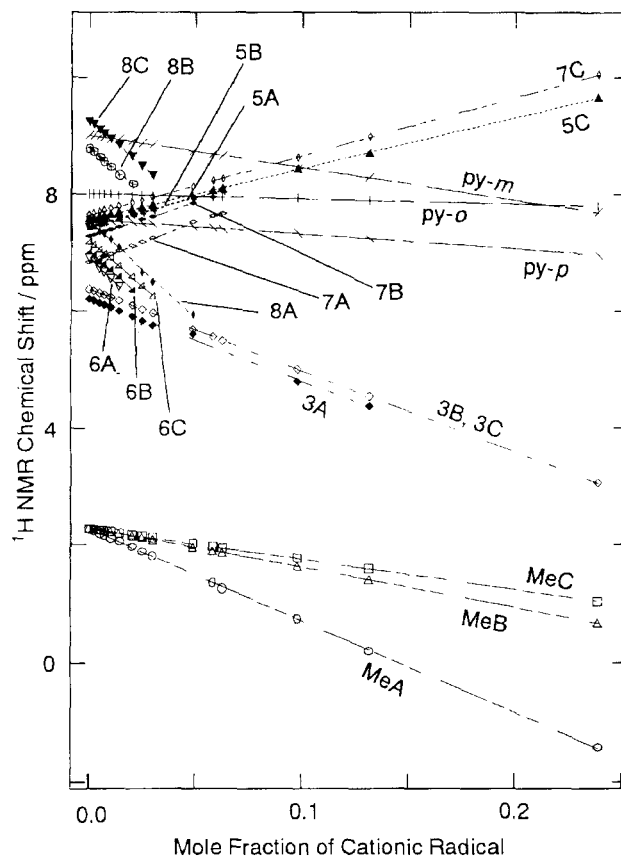 8C
8B
5B
5A
7C
5C
8
py-m
py-o
py-p
7A
7B
8A
6A
6B
6C
3A
3B, 3C
4
¹H NMR Chemical Shift / ppm
MeC
MeB
MeA
0
0.0
0.1
0.2
Mole Fraction of Cationic Radical